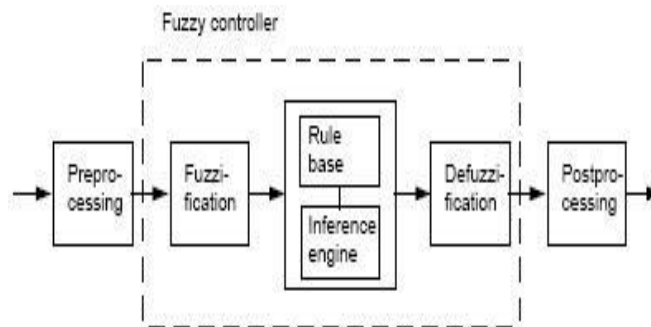 Fuzzy controller
Prepro-
cessing
Fuzzi-
fication
Rule
base
Inference
engine
Defuzzi-
fication
Postpro-
cessing